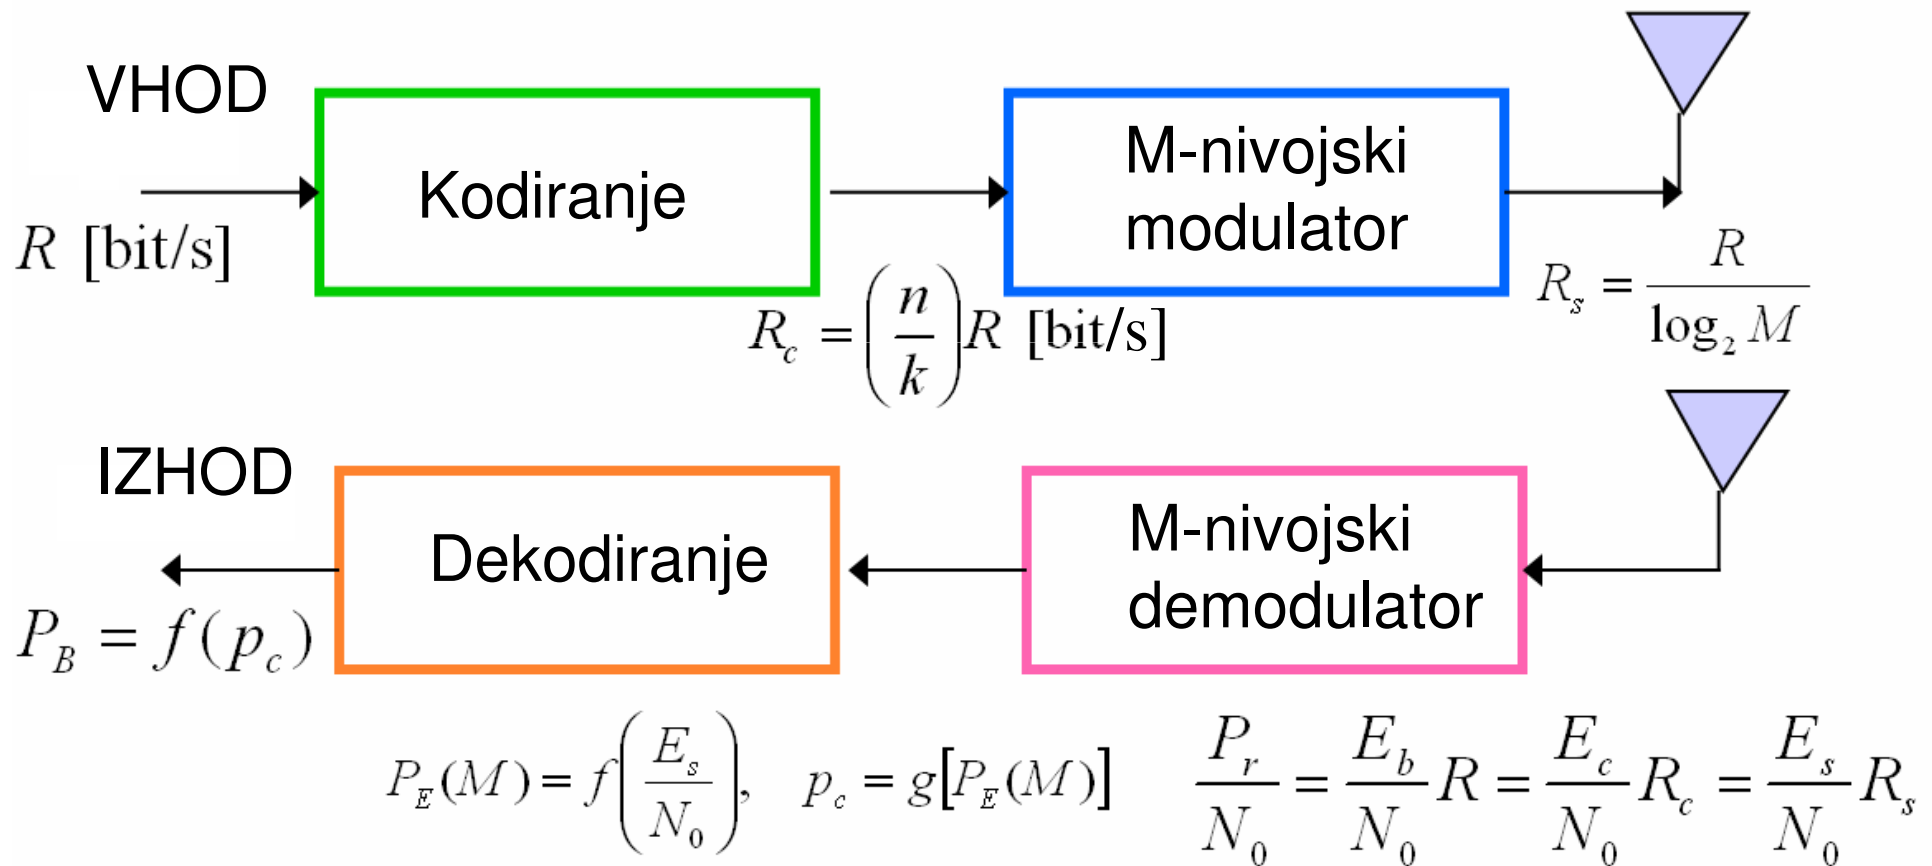 VHOD
R [bit/s]
Kodiranje
R_c = (n/k)R [bit/s]
M-nivojski
modulator
R_s = R/log_2 M
IZHOD
P_B = f(p_c)
Dekodiranje
M-nivojski
demodulator
P_E(M) = f(E_s/N_0), p_c = g[P_E(M)]
P_r/N_0 = E_b/N_0 R = E_c/N_0 R_c = E_s/N_0 R_s